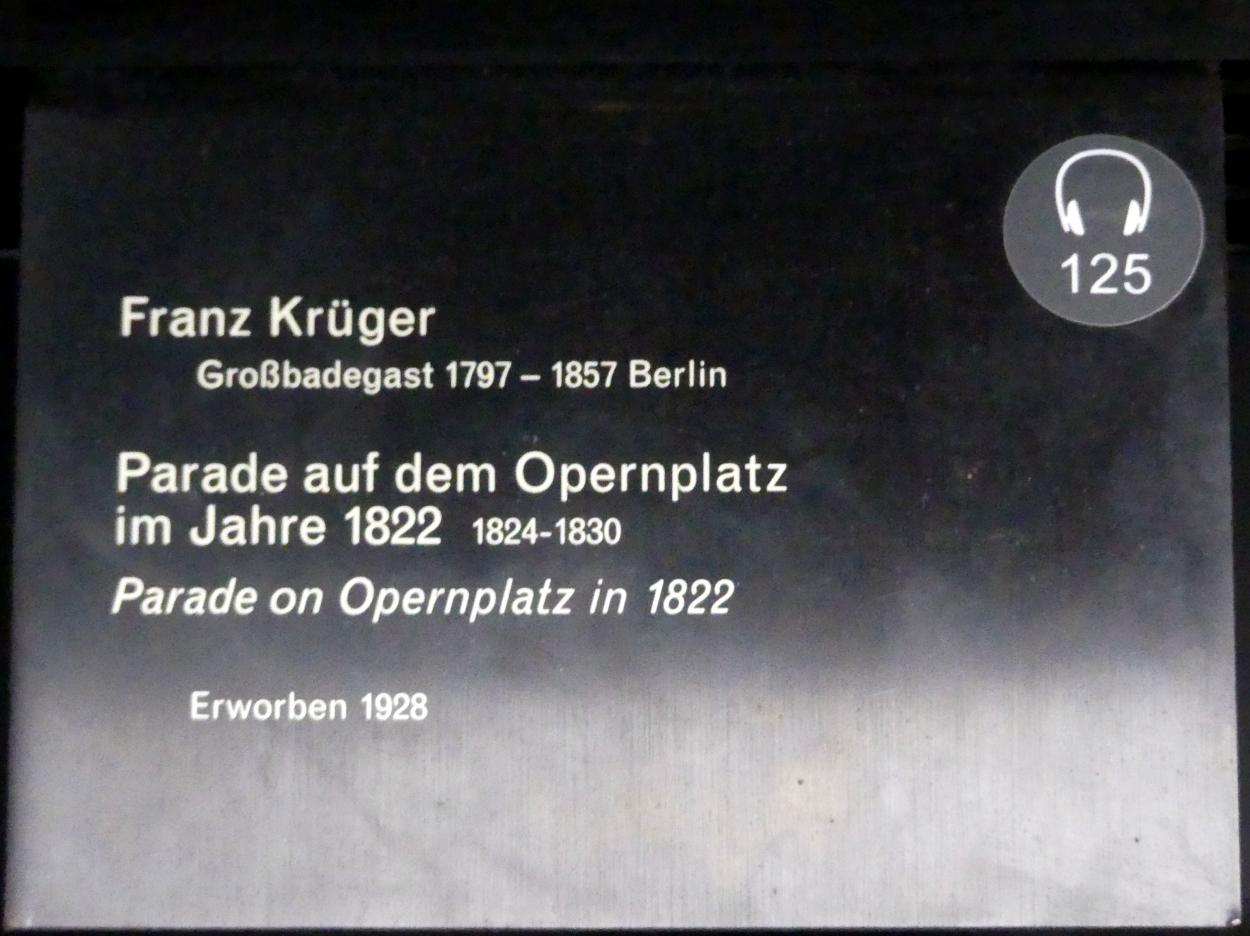 125
Franz Krüger
Großbadegast 1797 – 1857 Berlin
Parade auf dem Opernplatz
im Jahre 1822 1824-1830
Parade on Opernplatz in 1822
Erworben 1928